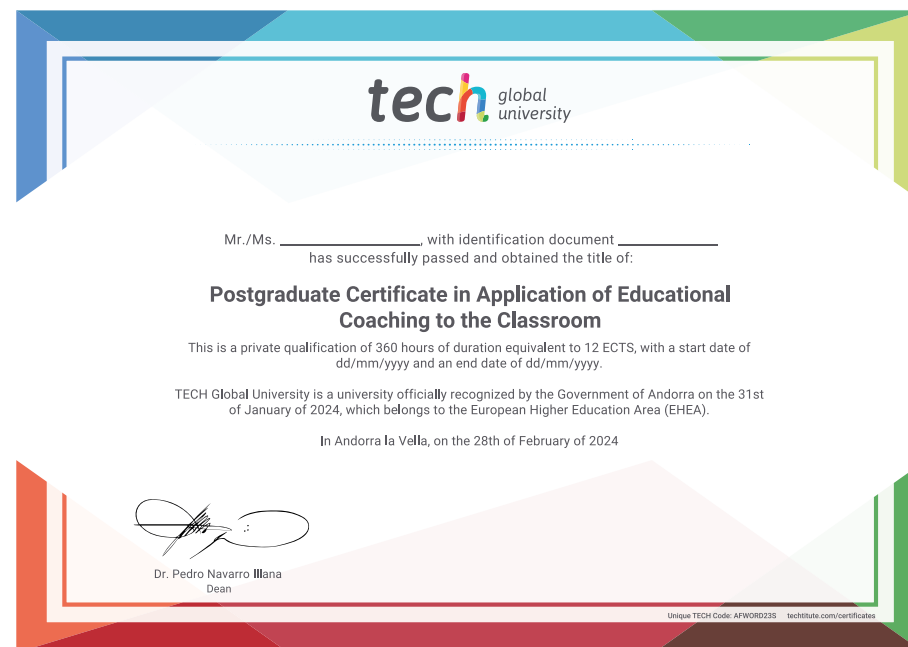 tech global university
Mr./Ms. ____________, with identification document ____________
has successfully passed and obtained the title of:
Postgraduate Certificate in Application of Educational
Coaching to the Classroom
This is a private qualification of 360 hours of duration equivalent to 12 ECTS, with a start date of
dd/mm/yyyy and an end date of dd/mm/yyyy.
TECH Global University is a university officially recognized by the Government of Andorra on the 31st
of January of 2024, which belongs to the European Higher Education Area (EHEA).
In Andorra la Vella, on the 28th of February of 2024
Dr. Pedro Navarro Illana
Dean
Unique TECH Code: AFWORD23S techtitute.com/certificates